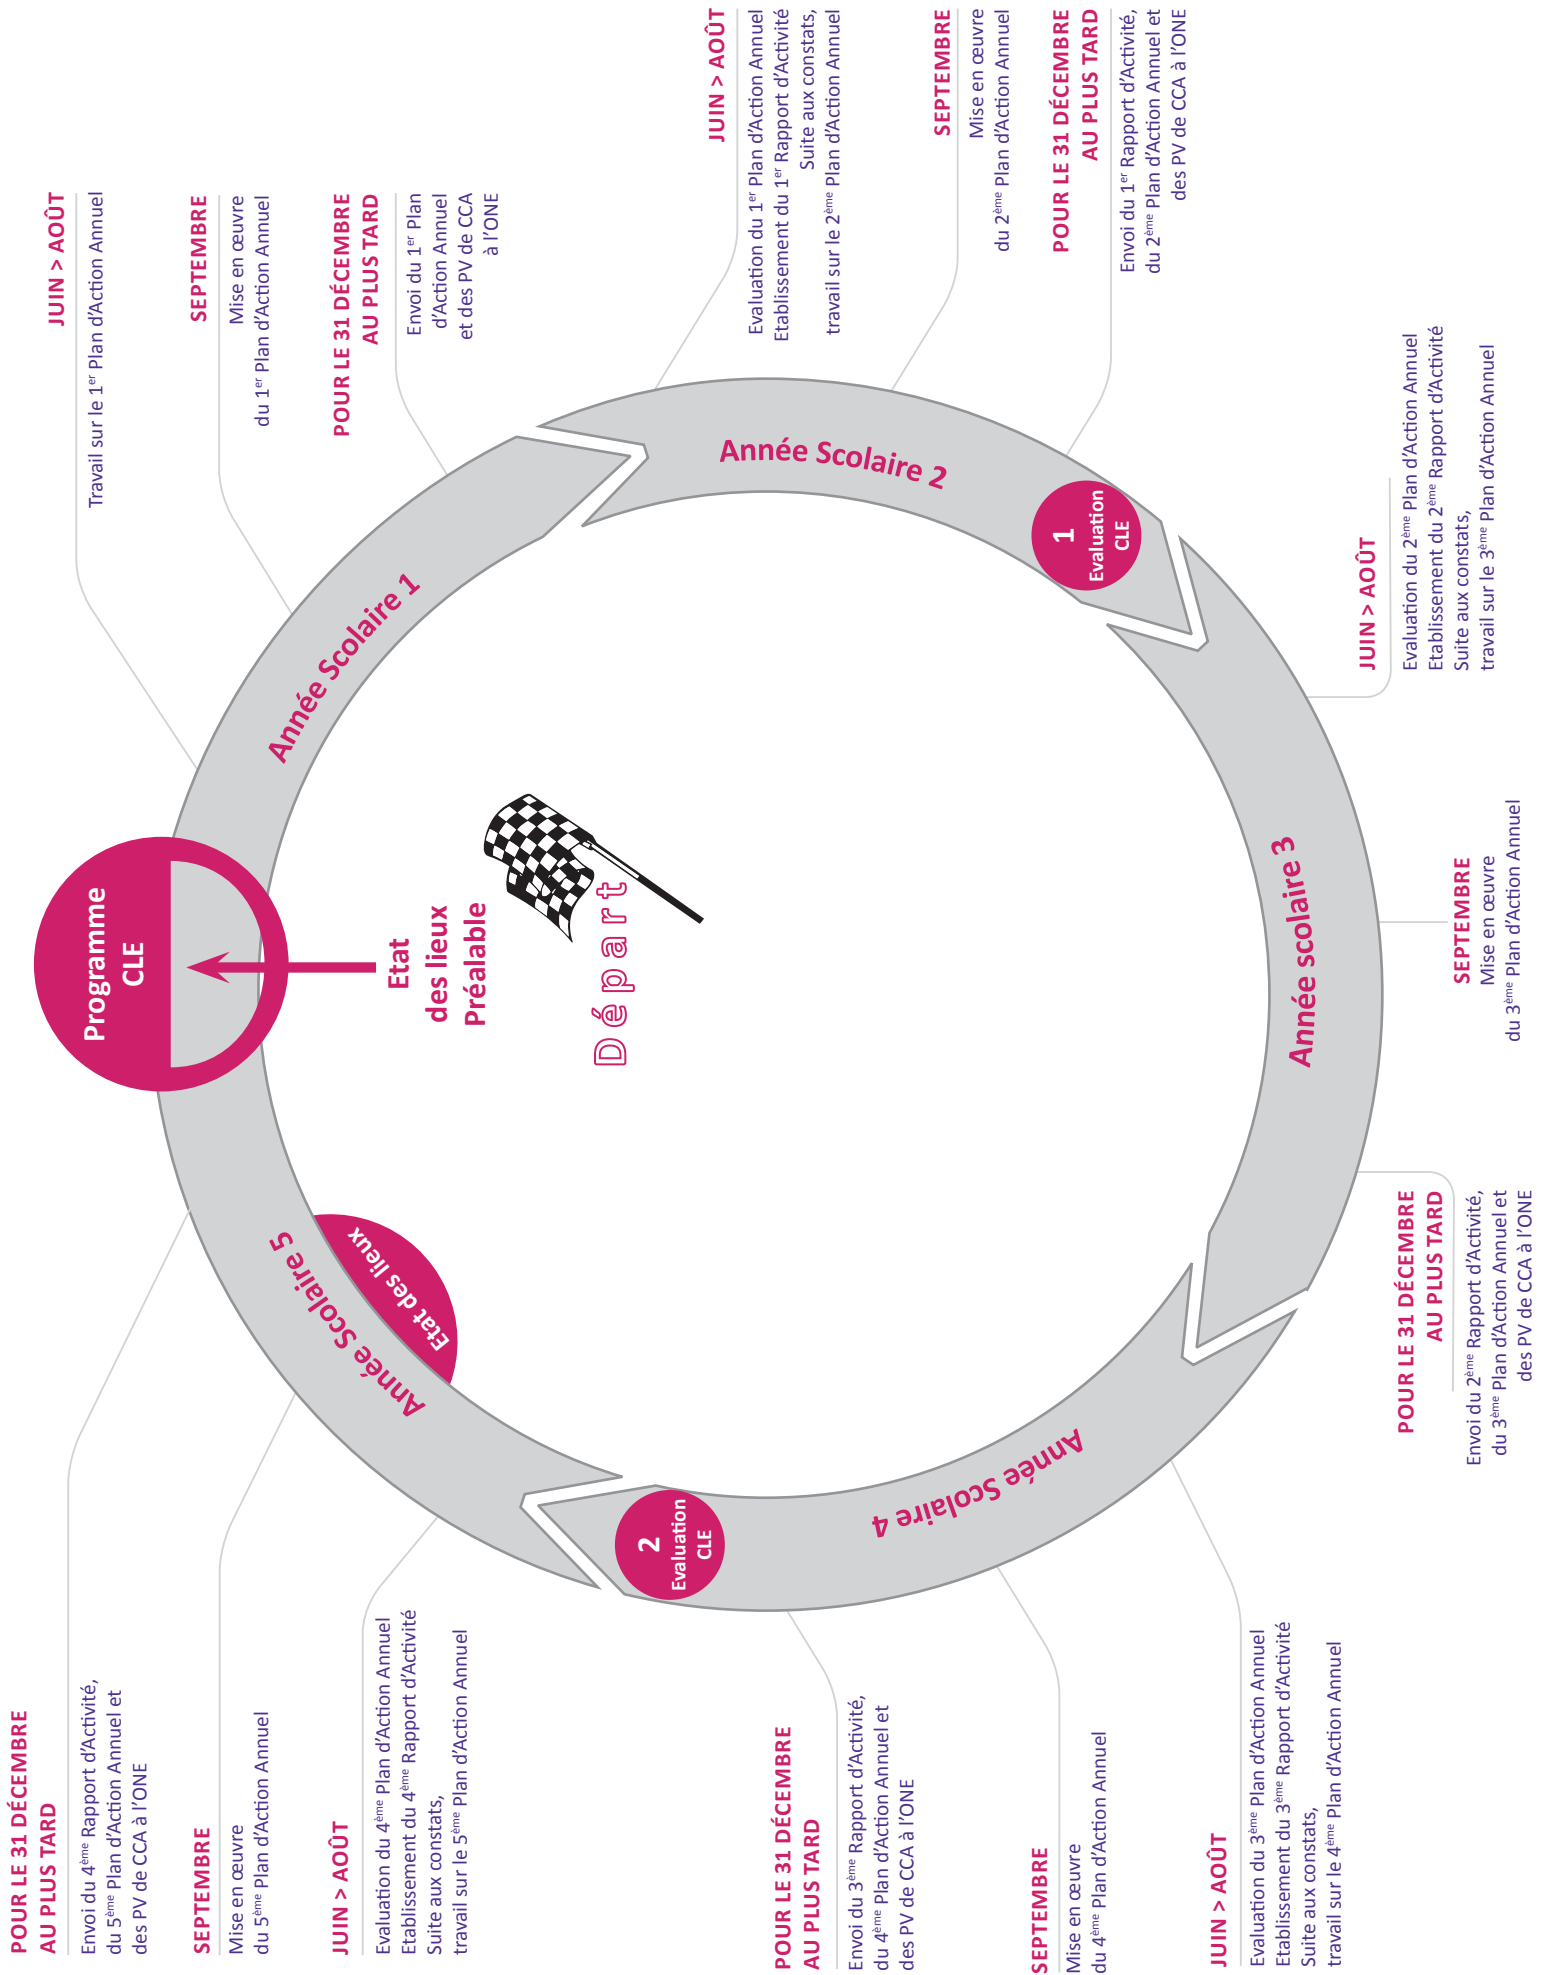 Programme
CLE
Etat
des lieux
Préalable
Départ
Année Scolaire 1
JUIN > AOÛT
Travail sur le 1er Plan d'Action Annuel
SEPTEMBRE
Mise en œuvre
du 1er Plan d'Action Annuel
POUR LE 31 DÉCEMBRE
AU PLUS TARD
Envoi du 1er Plan
d'Action Annuel
et des PV de CCA
à l'ONE
Année Scolaire 2
JUIN > AOÛT
Evaluation du 1er Plan d'Action Annuel
Etablissement du 1er Rapport d'Activité
Suite aux constats,
travail sur le 2ème Plan d'Action Annuel
SEPTEMBRE
Mise en œuvre
du 2ème Plan d'Action Annuel
POUR LE 31 DÉCEMBRE
AU PLUS TARD
Envoi du 1er Rapport d'Activité,
du 2ème Plan d'Action Annuel et
des PV de CCA à l'ONE
1
Evaluation
CLE
Année scolaire 3
JUIN > AOÛT
Evaluation du 2ème Plan d'Action Annuel
Etablissement du 2ème Rapport d'Activité
Suite aux constats,
travail sur le 3ème Plan d'Action Annuel
SEPTEMBRE
Mise en œuvre
du 3ème Plan d'Action Annuel
POUR LE 31 DÉCEMBRE
AU PLUS TARD
Envoi du 2ème Rapport d'Activité,
du 3ème Plan d'Action Annuel et
des PV de CCA à l'ONE
Année Scolaire 4
JUIN > AOÛT
Evaluation du 3ème Plan d'Action Annuel
Etablissement du 3ème Rapport d'Activité
Suite aux constats,
travail sur le 4ème Plan d'Action Annuel
SEPTEMBRE
Mise en œuvre
du 4ème Plan d'Action Annuel
POUR LE 31 DÉCEMBRE
AU PLUS TARD
Envoi du 3ème Rapport d'Activité,
du 4ème Plan d'Action Annuel et
des PV de CCA à l'ONE
2
Evaluation
CLE
Année Scolaire 5
Etat des lieux
JUIN > AOÛT
Evaluation du 4ème Plan d'Action Annuel
Etablissement du 4ème Rapport d'Activité
Suite aux constats,
travail sur le 5ème Plan d'Action Annuel
SEPTEMBRE
Mise en œuvre
du 5ème Plan d'Action Annuel
POUR LE 31 DÉCEMBRE
AU PLUS TARD
Envoi du 4ème Rapport d'Activité,
du 5ème Plan d'Action Annuel et
des PV de CCA à l'ONE